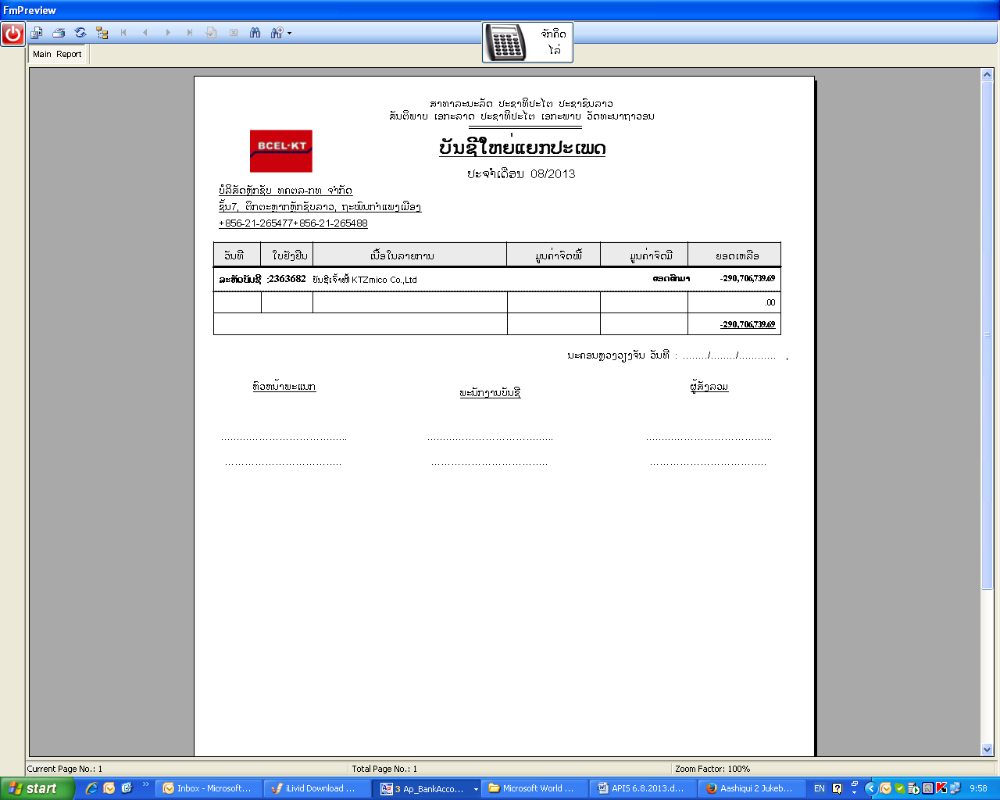 FmPreview
ຈັກຄິດ
ໄລ່
Main Report
ສາທາລະນະລັດ ປະຊາທິປະໄຕ ປະຊາຊົນລາວ
ສັນຕິພາບ ເອກະລາດ ປະຊາທິປະໄຕ ເອກະພາບ ວັດທະນາຖາວອນ
BCEL·KT
ບັນຊີໃຫຍ່ແຍກປະເພດ
ປະຈຳເດືອນ 08/2013
ບໍລິສັດຫຼັກຊັບ ທຄຕລ-ກທ ຈຳກັດ
ຊັ້ນ7, ຕຶກຕະຫຼາກຫຼັກຊັບລາວ, ຖະໜົນກຳແພງເມືອງ
+856-21-265477+856-21-265488
ວັນທີ ໃບຢັ້ງຢືນ ເນື້ອໃນລາຍການ ມູນຄ່າຈົດໜີ້ ມູນຄ່າຈົດມີ ຍອດເຫລືອ
ລະຫັດບັນຊີ :2363682 ບັນຊີເຈົ້າໜີ້ KTZmico Co.,Ltd ຍອດຍົກມາ -290,706,739.69
.00
-290,706,739.69
ນະຄອນຫຼວງວຽງຈັນ ວັນທີ : ......../......../............
ຫົວຫນ້າພະແນກ ພະນັກງານບັນຊີ ຜູ້ສັງລວມ
Current Page No.: 1 Total Page No.: 1 Zoom Factor: 100%
start Inbox - Microsoft... iLivid Download ... 3 Ap_BankAcco... Microsoft World ... APIS 6.8.2013.d... Aashiqui 2 Jukeb... EN 9:58